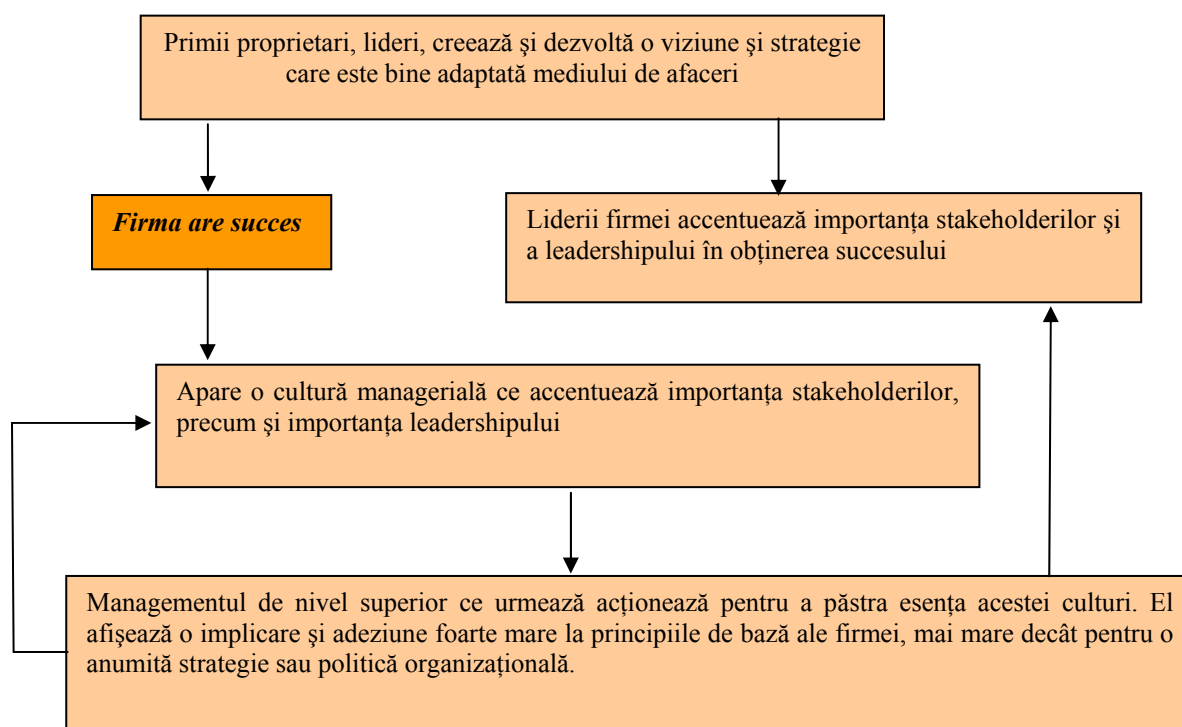 Primii proprietari, lideri, creează şi dezvoltă o viziune şi strategie
care este bine adaptată mediului de afaceri
Firma are succes
Liderii firmei accentuează importanţa stakeholderilor şi
a leadershipului în obţinerea succesului
Apare o cultură managerială ce accentuează importanţa stakeholderilor,
precum şi importanţa leadershipului
Managementul de nivel superior ce urmează acţionează pentru a păstra esenţa acestei culturi. El
afişează o implicare şi adeziune foarte mare la principiile de bază ale firmei, mai mare decât pentru o
anumită strategie sau politică organizaţională.